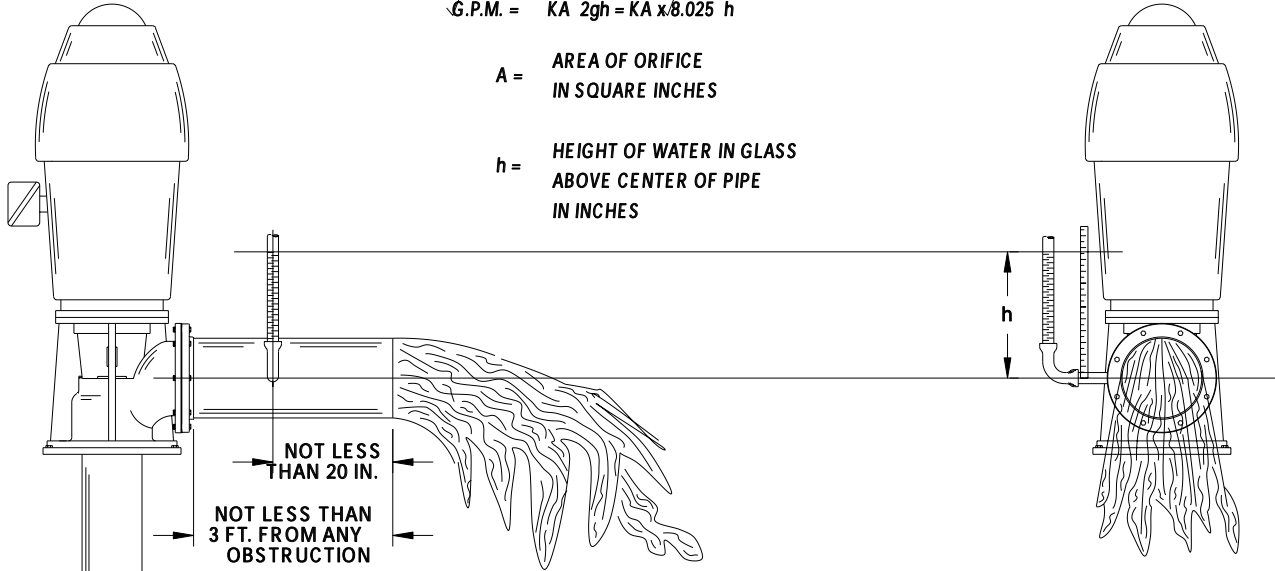 G.P.M. = KA 2gh = KA x 8.025 h
A = AREA OF ORIFICE
IN SQUARE INCHES
h = HEIGHT OF WATER IN GLASS
ABOVE CENTER OF PIPE
IN INCHES
h
NOT LESS
THAN 20 IN.
NOT LESS THAN
3 FT. FROM ANY
OBSTRUCTION